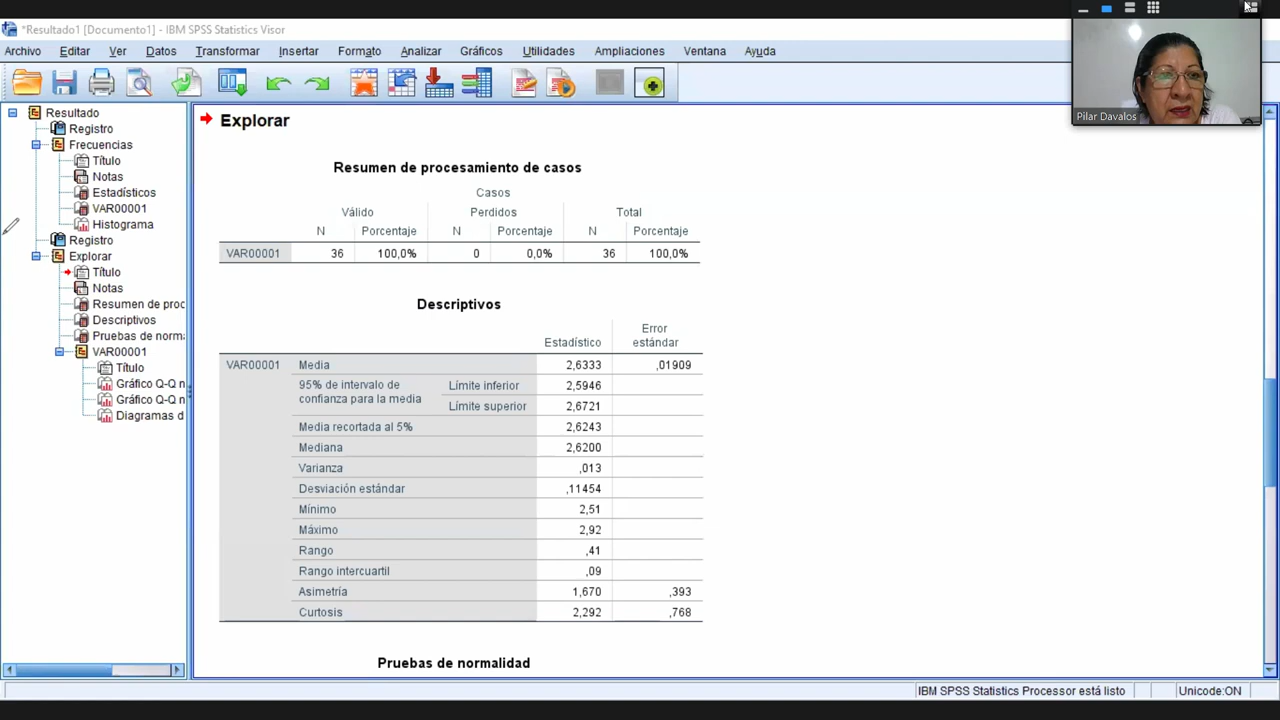 *Resultado1 [Documento1] - IBM SPSS Statistics Visor
Archivo Editar Ver Datos Transformar Insertar Formato Analizar Gráficos Utilidades Ampliaciones Ventana Ayuda
Pilar Davalos
Resultado
Registro
Frecuencias
Título
Notas
Estadísticos
VAR00001
Histograma
Registro
Explorar
Título
Notas
Resumen de proc
Descriptivos
Pruebas de norma
VAR00001
Título
Gráfico Q-Q n
Gráfico Q-Q n
Diagramas d
Explorar
Resumen de procesamiento de casos
Casos
Válido Perdidos Total
N Porcentaje N Porcentaje N Porcentaje
VAR00001 36 100,0% 0 0,0% 36 100,0%
Descriptivos
Estadístico Error estándar
VAR00001 Media 2,6333 ,01909
95% de intervalo de confianza para la media Límite inferior 2,5946
Límite superior 2,6721
Media recortada al 5% 2,6243
Mediana 2,6200
Varianza ,013
Desviación estándar ,11454
Mínimo 2,51
Máximo 2,92
Rango ,41
Rango intercuartil ,09
Asimetría 1,670 ,393
Curtosis 2,292 ,768
Pruebas de normalidad
IBM SPSS Statistics Processor está listo Unicode:ON